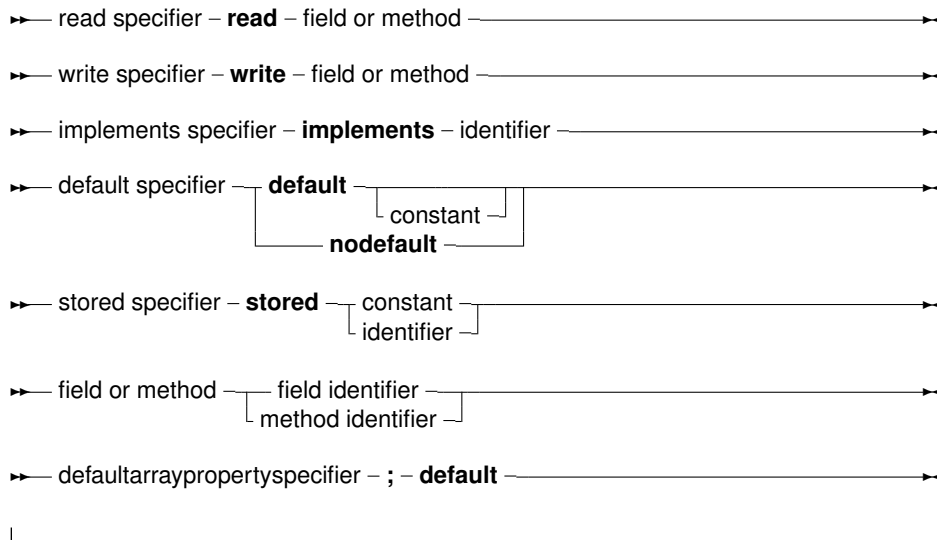 read specifier – read – field or method
write specifier – write – field or method
implements specifier – implements – identifier
default specifier – default
constant
nodefault
stored specifier – stored – constant
identifier
field or method – field identifier
method identifier
defaultarraypropertyspecifier – ; – default